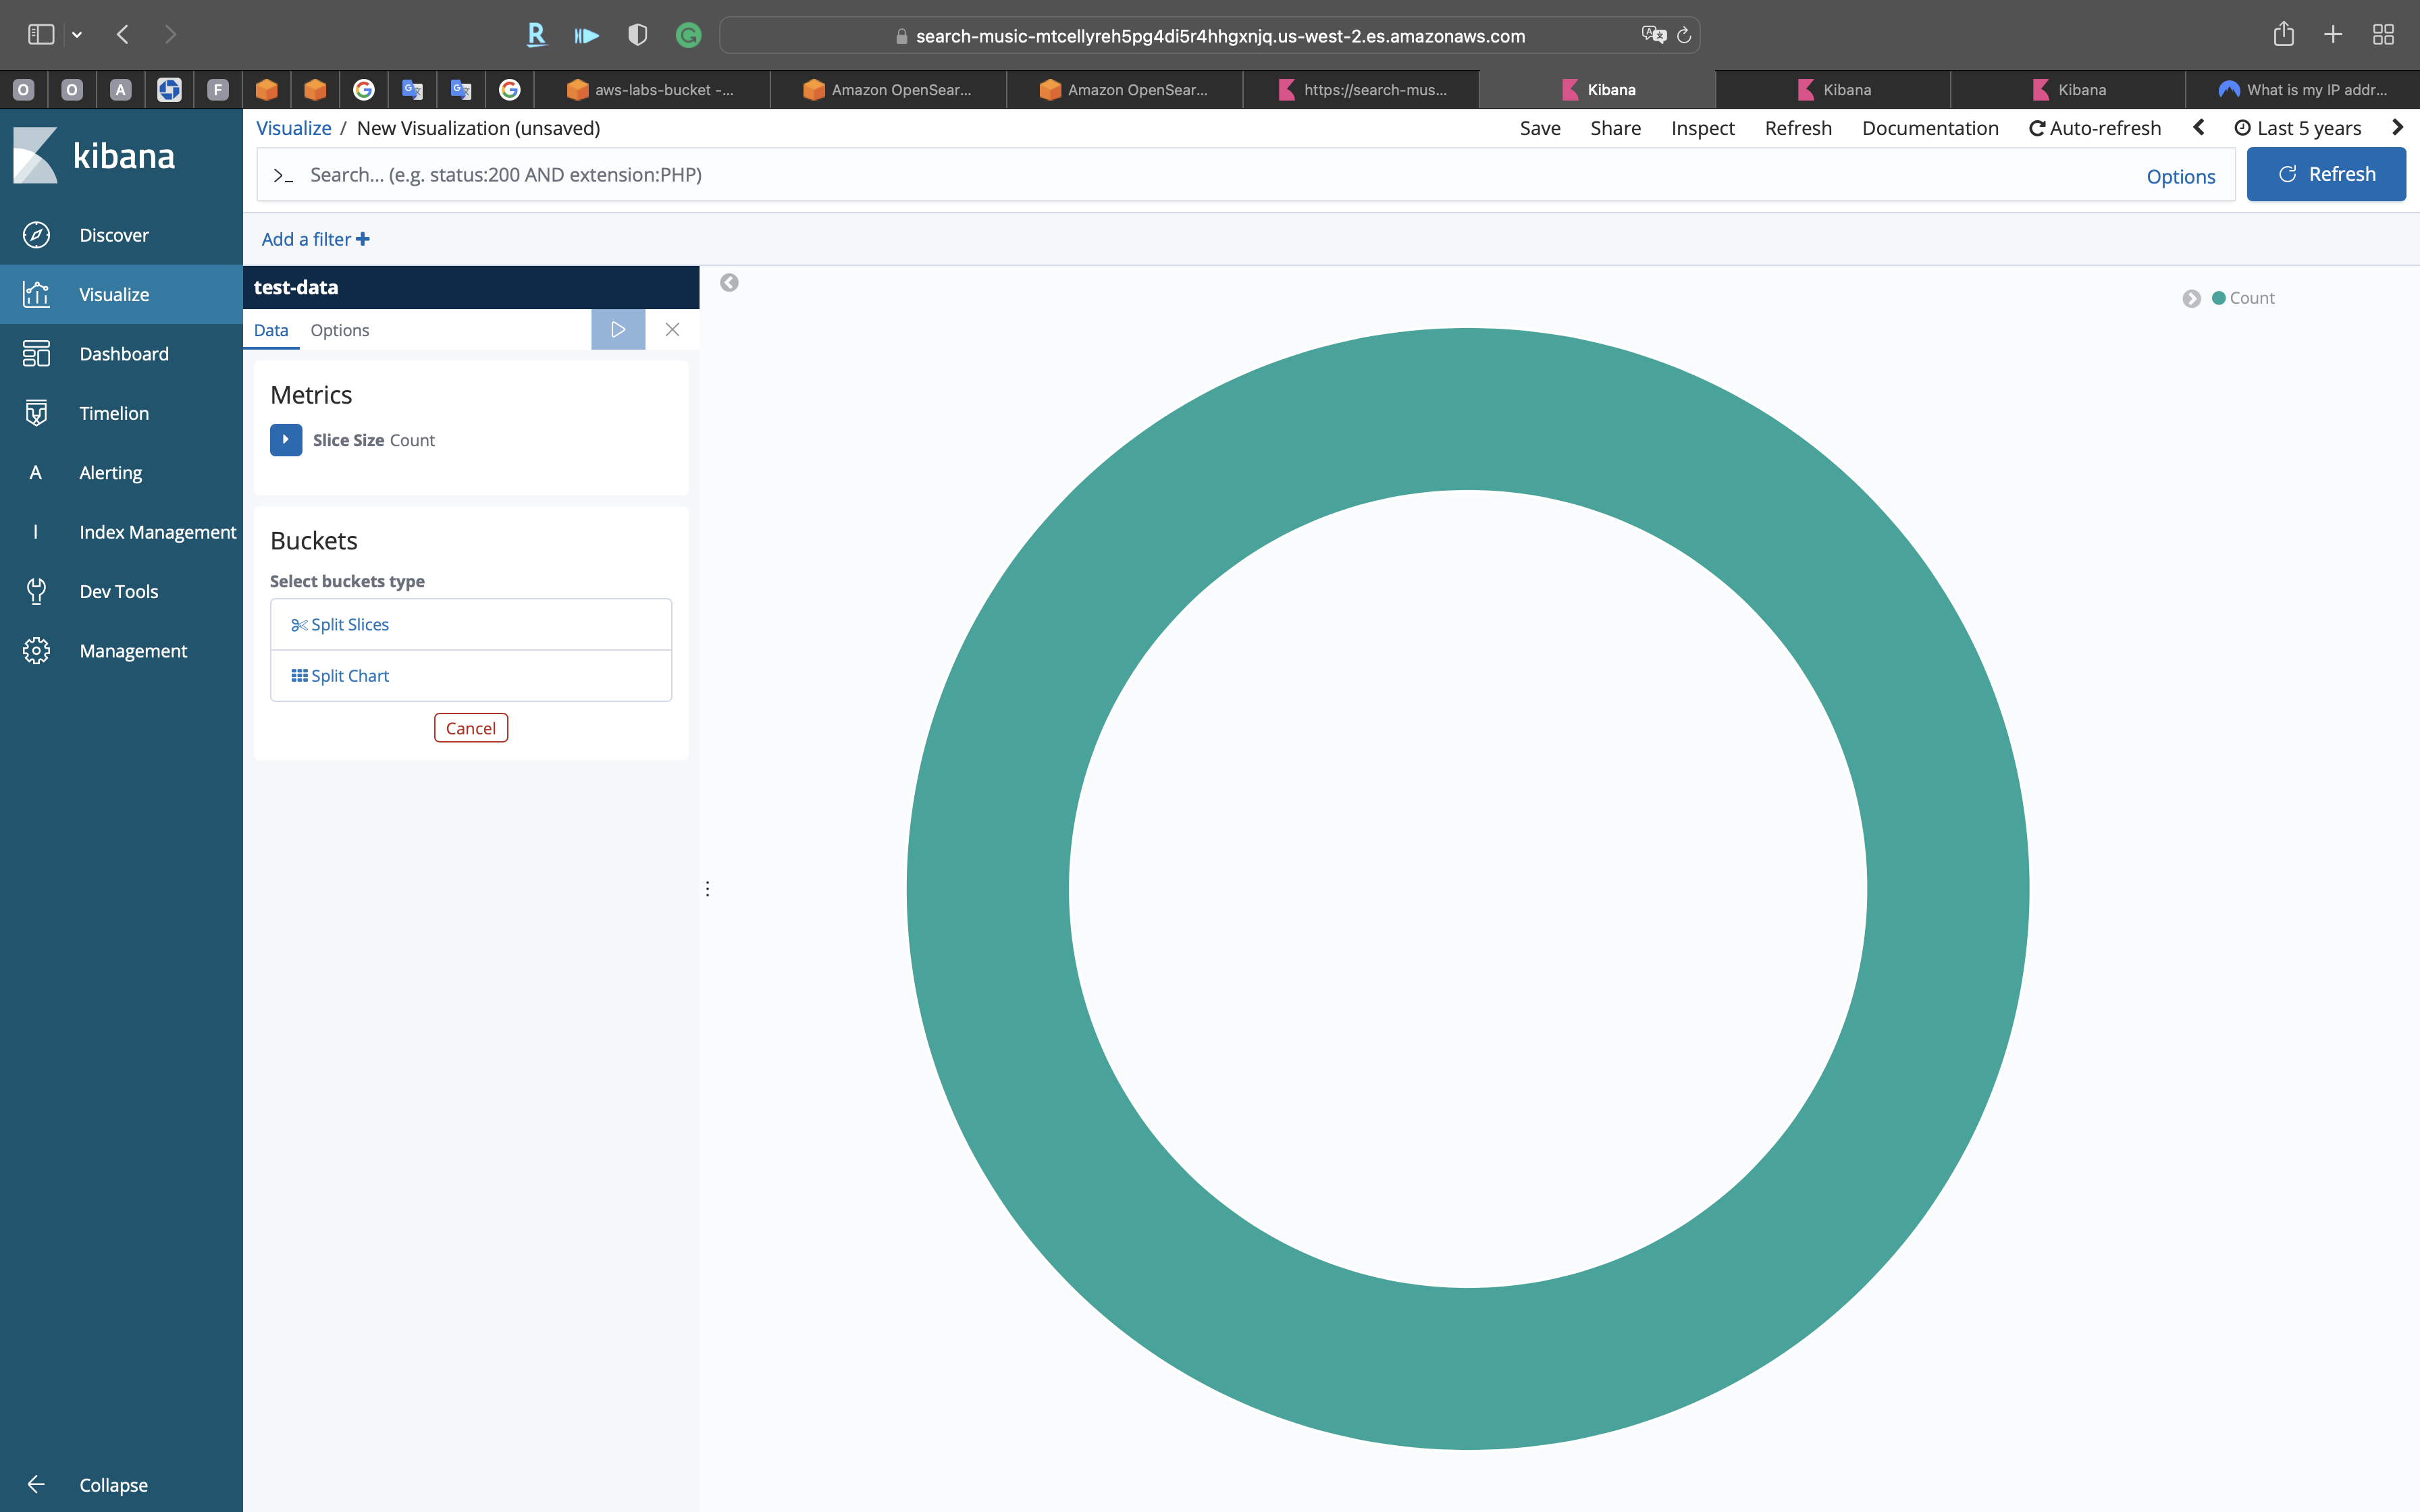 search-music-mtcellyreh5pg4di5r4hhgxnjq.us-west-2.es.amazonaws.com
O O A F aws-labs-bucket -... Amazon OpenSear... Amazon OpenSear... https://search-mus... Kibana Kibana Kibana What is my IP addr...
kibana
Visualize / New Visualization (unsaved) Save Share Inspect Refresh Documentation Auto-refresh Last 5 years
>_ Search... (e.g. status:200 AND extension:PHP) Options Refresh
Add a filter +
Discover
Visualize
Dashboard
Timelion
A Alerting
I Index Management
Dev Tools
Management
Collapse
test-data
Data Options
Metrics
Slice Size Count
Buckets
Select buckets type
Split Slices
Split Chart
Cancel
Count